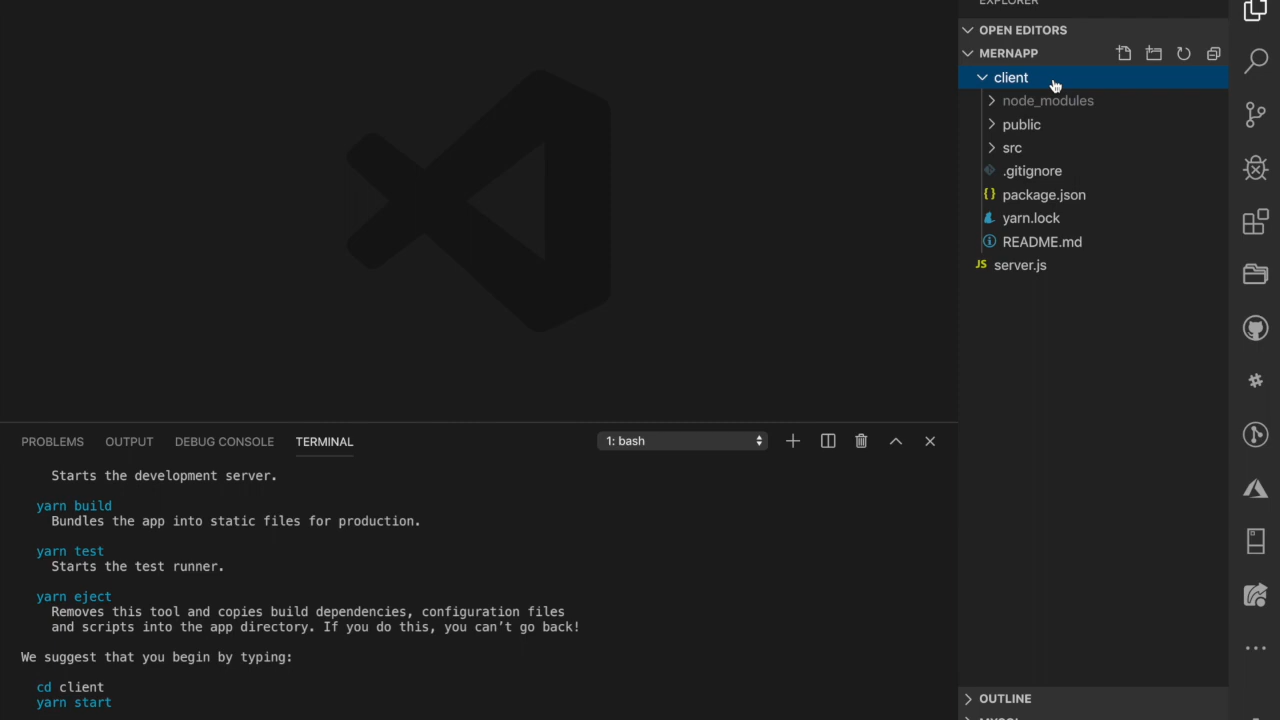 EXPLORER
OPEN EDITORS
MERNAPP
client
node_modules
public
src
.gitignore
{} package.json
yarn.lock
README.md
JS server.js
PROBLEMS OUTPUT DEBUG CONSOLE TERMINAL 1: bash
Starts the development server.
yarn build
Bundles the app into static files for production.
yarn test
Starts the test runner.
yarn eject
Removes this tool and copies build dependencies, configuration files
and scripts into the app directory. If you do this, you can’t go back!
We suggest that you begin by typing:
cd client
yarn start
OUTLINE
MYSQL